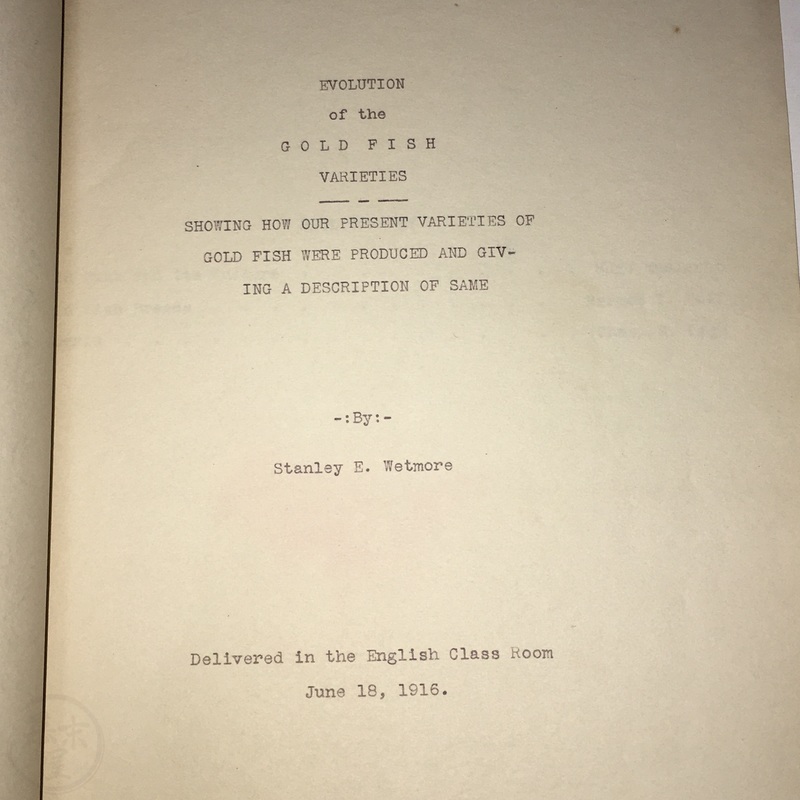 EVOLUTION
of the
G O L D  F I S H
VARIETIES
SHOWING HOW OUR PRESENT VARIETIES OF
GOLD FISH WERE PRODUCED AND GIV-
ING A DESCRIPTION OF SAME
-:By:-
Stanley E. Wetmore
Delivered in the English Class Room
June 18, 1916.